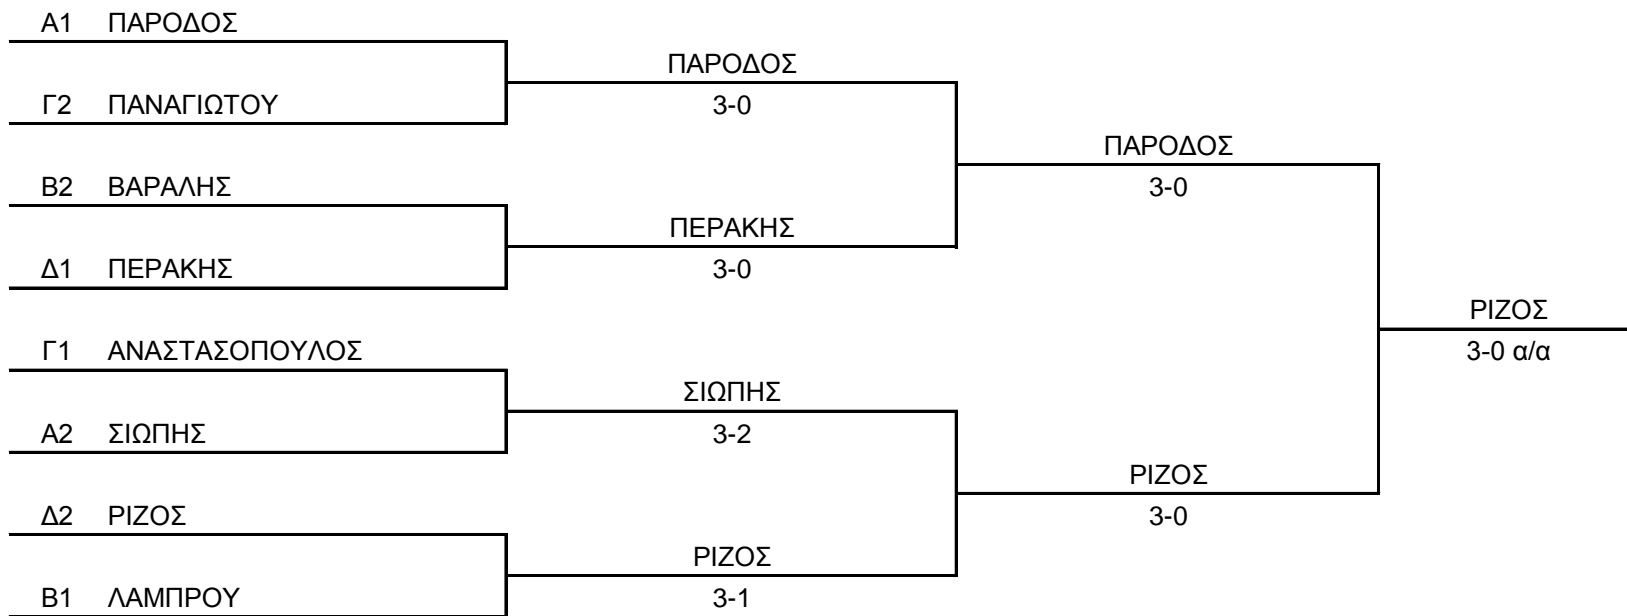 Α1 ΠΑΡΟΔΟΣ
ΠΑΡΟΔΟΣ
Γ2 ΠΑΝΑΓΙΩΤΟΥ
3-0
ΠΑΡΟΔΟΣ
Β2 ΒΑΡΑΛΗΣ
3-0
ΠΕΡΑΚΗΣ
Δ1 ΠΕΡΑΚΗΣ
3-0
ΡΙΖΟΣ
Γ1 ΑΝΑΣΤΑΣΟΠΟΥΛΟΣ
3-0 α/α
ΣΙΩΠΗΣ
Α2 ΣΙΩΠΗΣ
3-2
ΡΙΖΟΣ
Δ2 ΡΙΖΟΣ
3-0
ΡΙΖΟΣ
Β1 ΛΑΜΠΡΟΥ
3-1